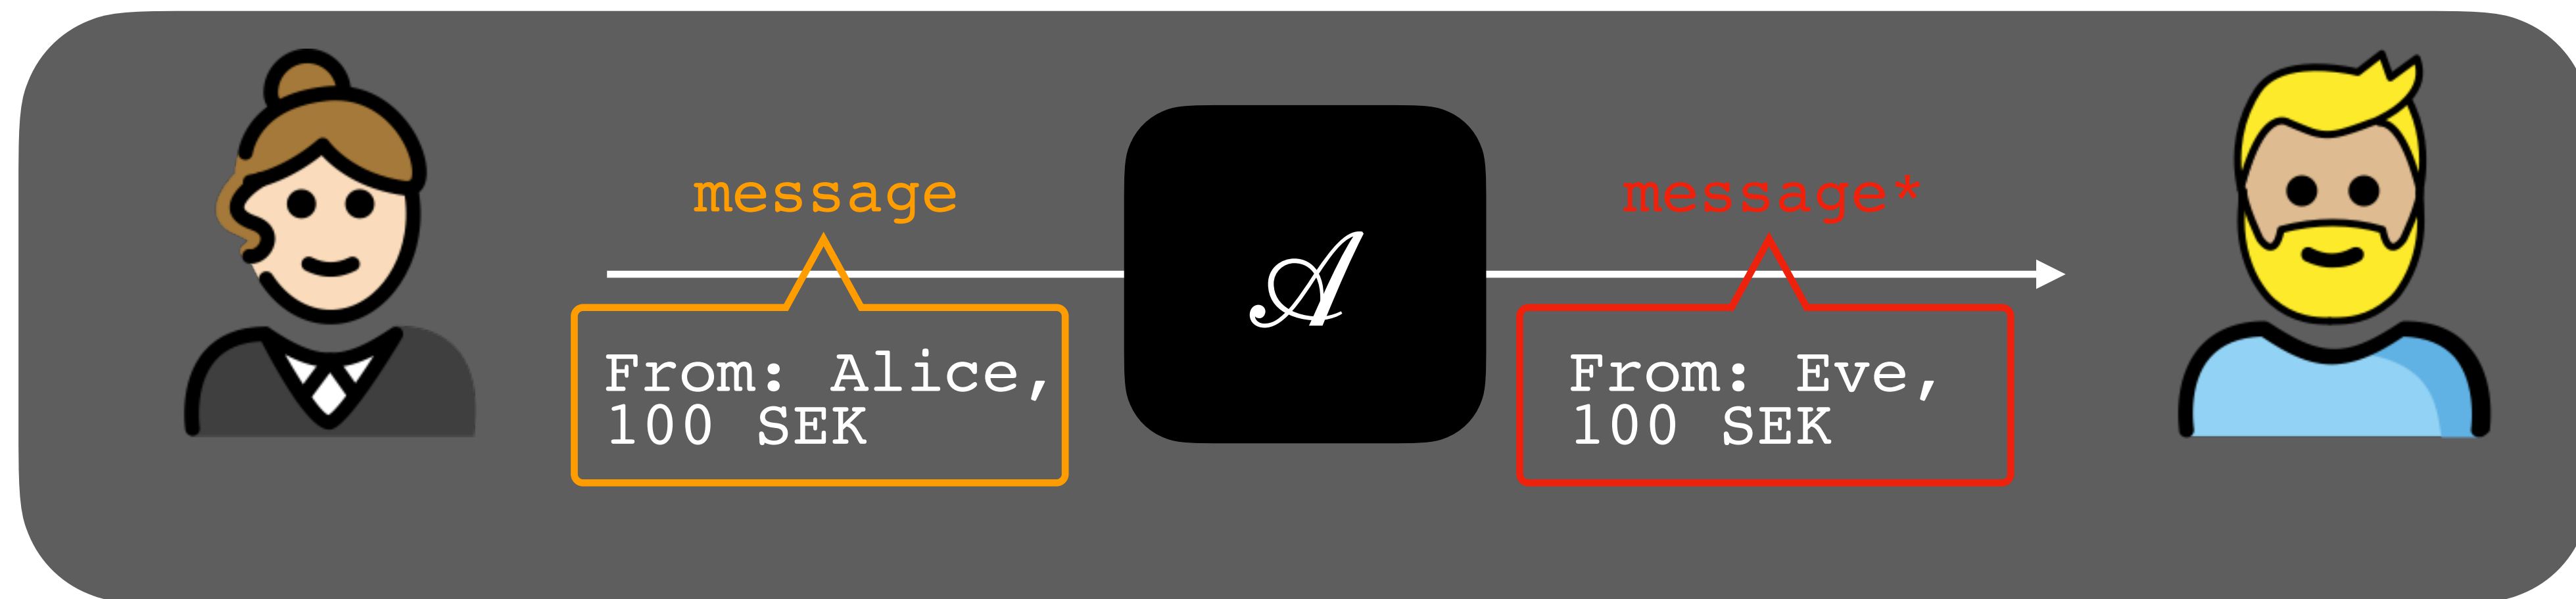 message
From: Alice,
100 SEK
𝒜
message*
From: Eve,
100 SEK